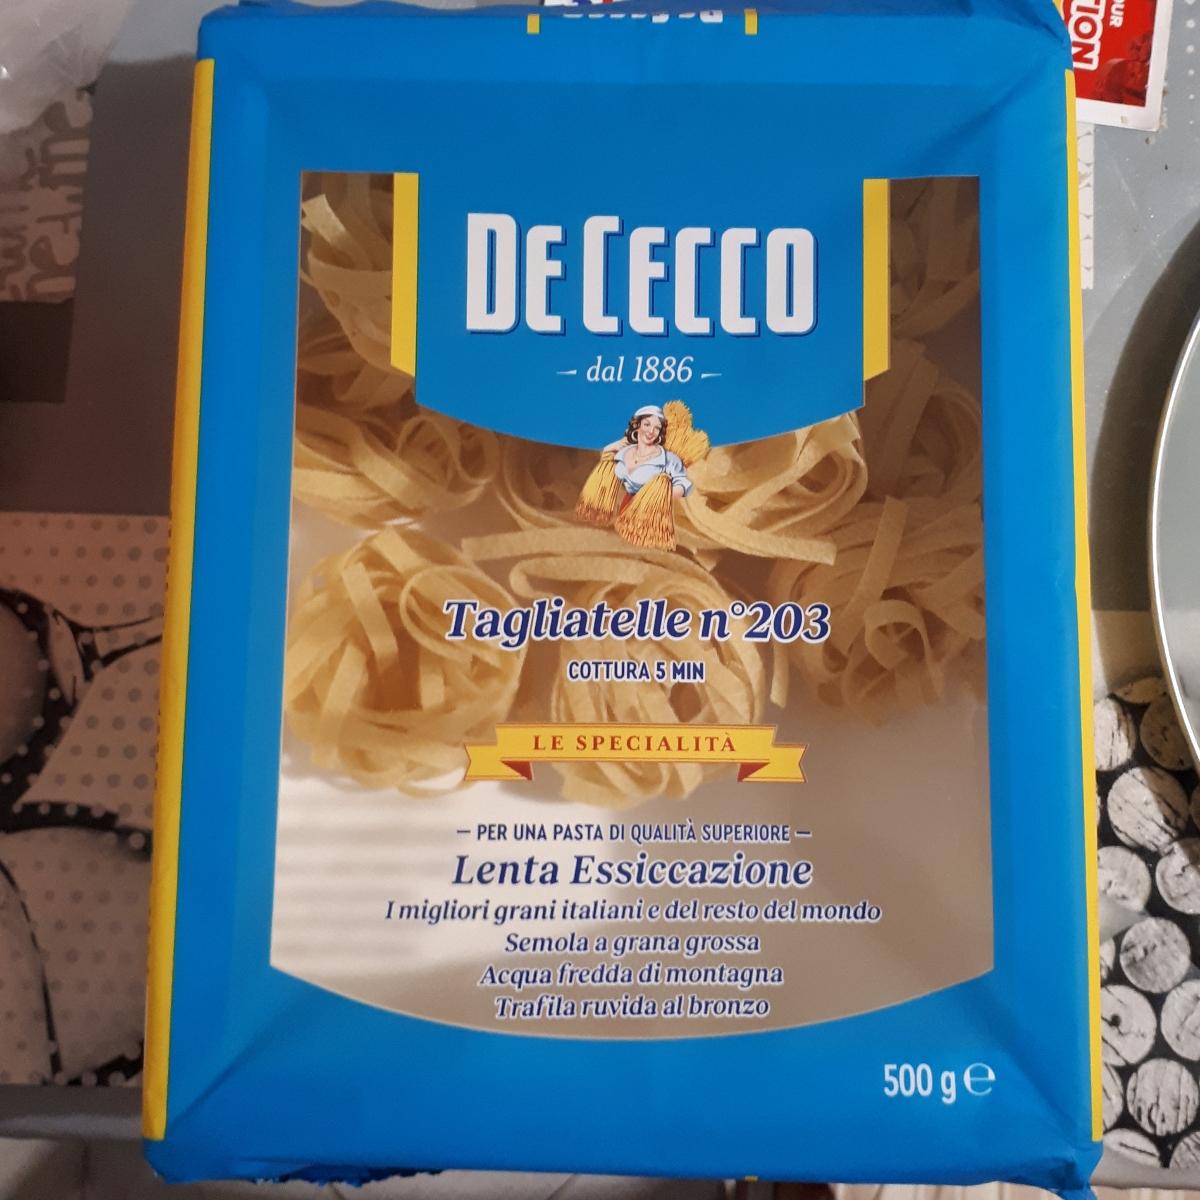 OUR
TION
DE CECCO
dal 1886
Tagliatelle n°203
COTTURA 5 MIN
LE SPECIALITÀ
— PER UNA PASTA DI QUALITÀ SUPERIORE —
Lenta Essiccazione
I migliori grani italiani e del resto del mondo
Semola a grana grossa
Acqua fredda di montagna
Trafila ruvida al bronzo
500 g ℮